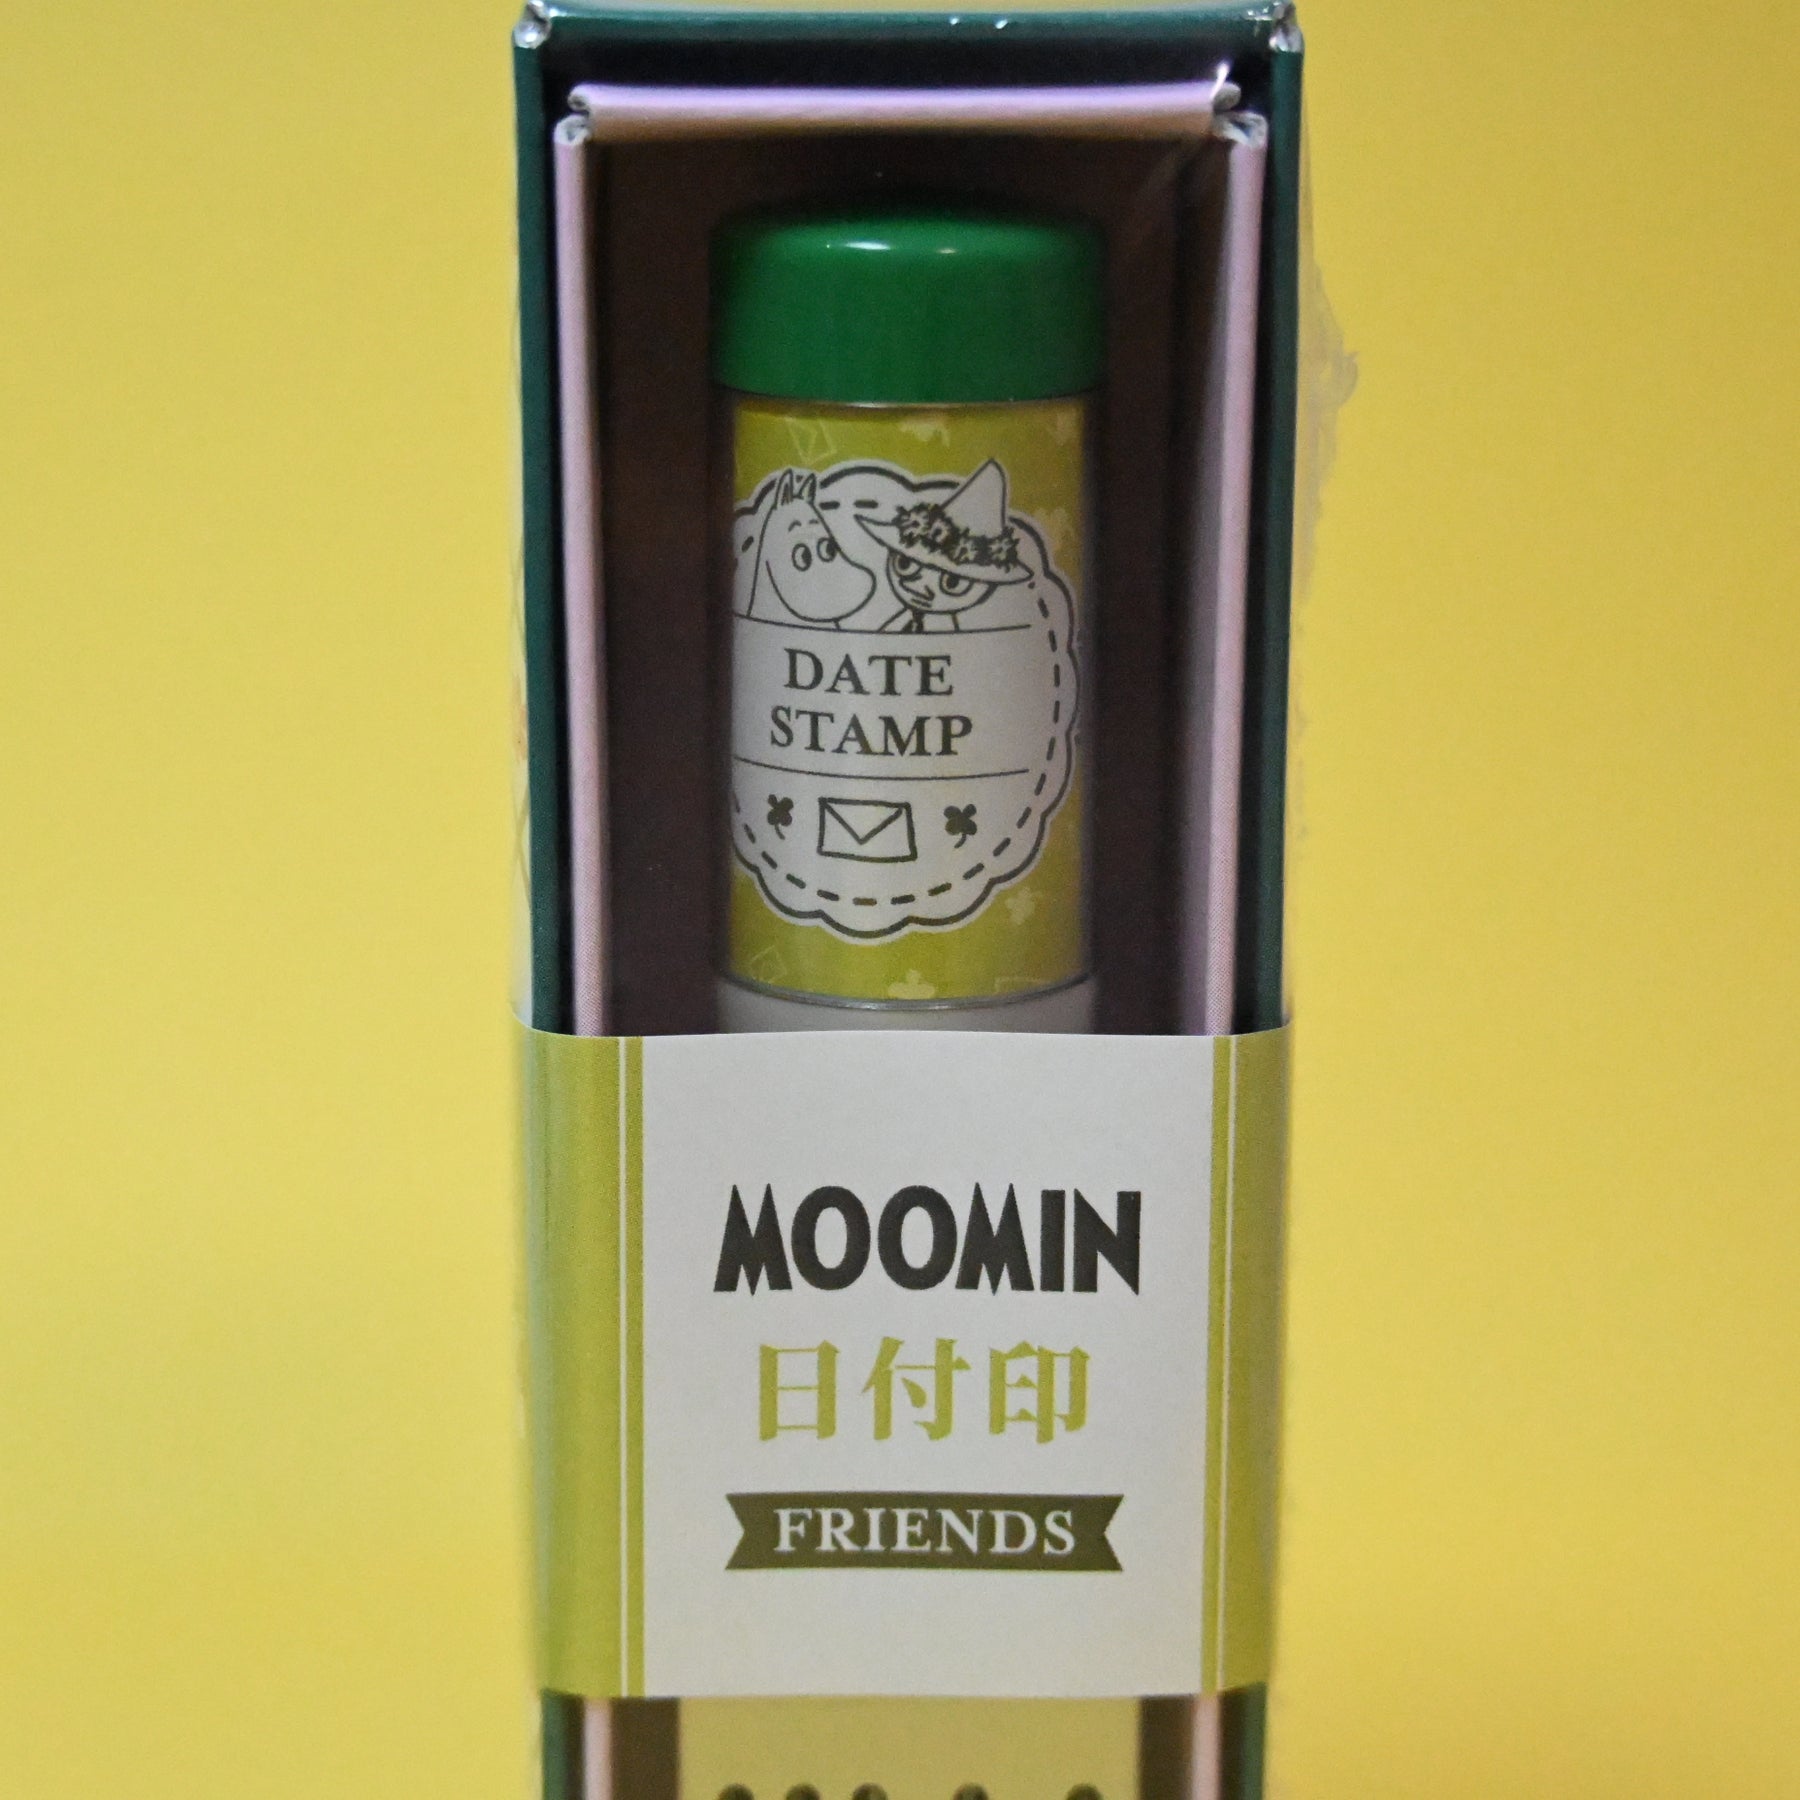 DATE
STAMP
MOOMIN
日付印
FRIENDS